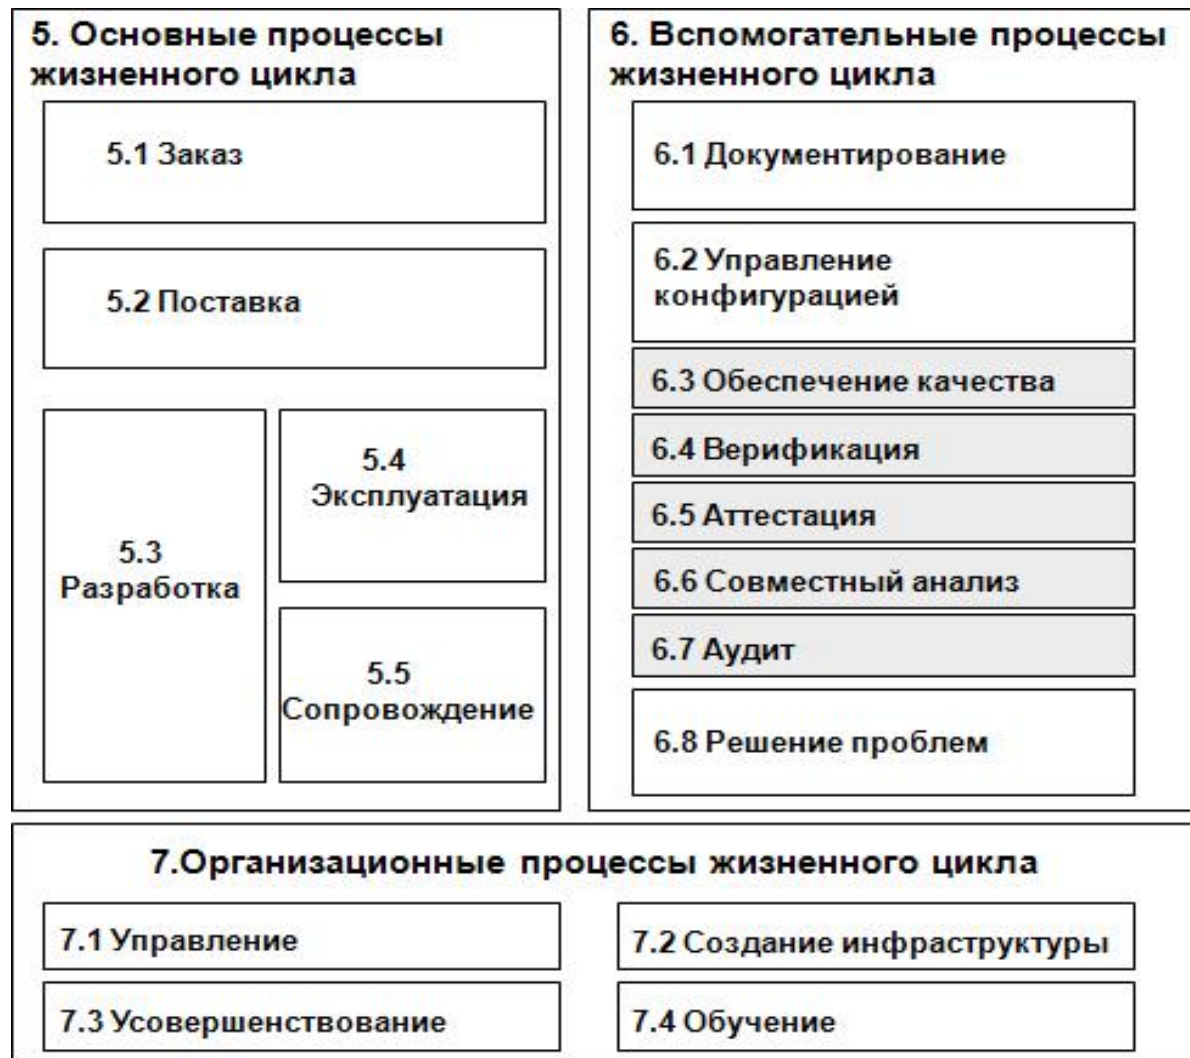 5. Основные процессы
жизненного цикла
5.1 Заказ
5.2 Поставка
5.3
Разработка
5.4
Эксплуатация
5.5
Сопровождение
6. Вспомогательные процессы
жизненного цикла
6.1 Документирование
6.2 Управление
конфигурацией
6.3 Обеспечение качества
6.4 Верификация
6.5 Аттестация
6.6 Совместный анализ
6.7 Аудит
6.8 Решение проблем
7.Организационные процессы жизненного цикла
7.1 Управление
7.2 Создание инфраструктуры
7.3 Усовершенствование
7.4 Обучение